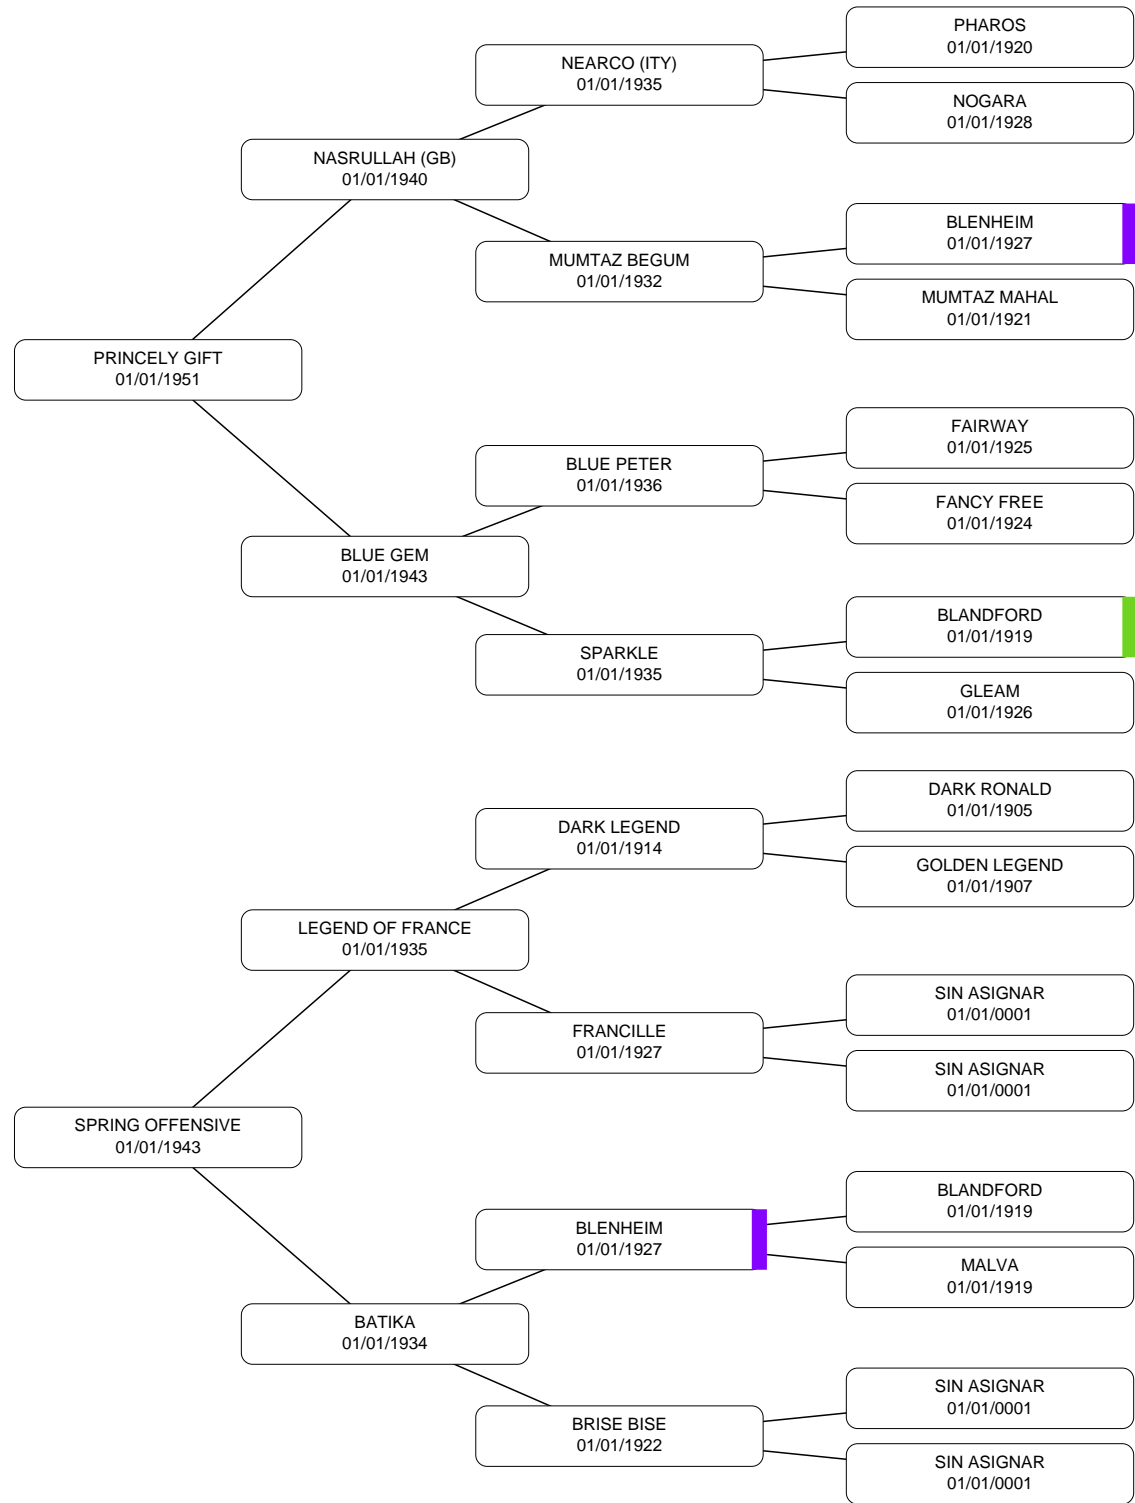 PHAROS
01/01/1920
NEARCO (ITY)
01/01/1935
NOGARA
01/01/1928
NASRULLAH (GB)
01/01/1940
BLENHEIM
01/01/1927
MUMTAZ BEGUM
01/01/1932
MUMTAZ MAHAL
01/01/1921
PRINCELY GIFT
01/01/1951
FAIRWAY
01/01/1925
BLUE PETER
01/01/1936
FANCY FREE
01/01/1924
BLUE GEM
01/01/1943
BLANDFORD
01/01/1919
SPARKLE
01/01/1935
GLEAM
01/01/1926
DARK RONALD
01/01/1905
DARK LEGEND
01/01/1914
GOLDEN LEGEND
01/01/1907
LEGEND OF FRANCE
01/01/1935
SIN ASIGNAR
01/01/0001
FRANCILLE
01/01/1927
SIN ASIGNAR
01/01/0001
SPRING OFFENSIVE
01/01/1943
BLANDFORD
01/01/1919
BLENHEIM
01/01/1927
MALVA
01/01/1919
BATIKA
01/01/1934
SIN ASIGNAR
01/01/0001
BRISE BISE
01/01/1922
SIN ASIGNAR
01/01/0001